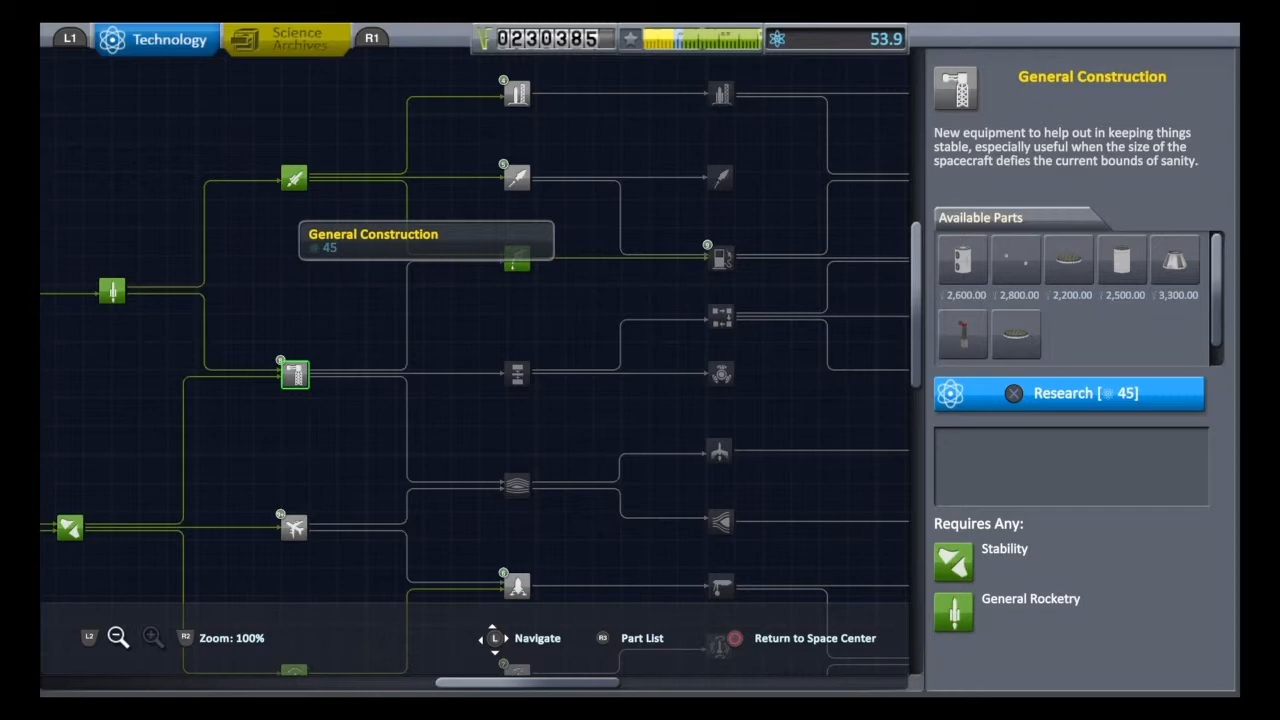 L1
Technology
Science
Archives
R1
0230385
53.9
General Construction
New equipment to help out in keeping things
stable, especially useful when the size of the
spacecraft defies the current bounds of sanity.
Available Parts
2,600.00
2,800.00
2,200.00
2,500.00
3,300.00
General Construction
45
Research [45]
Requires Any:
Stability
General Rocketry
L2
R2
Zoom: 100%
L
Navigate
R3
Part List
Return to Space Center